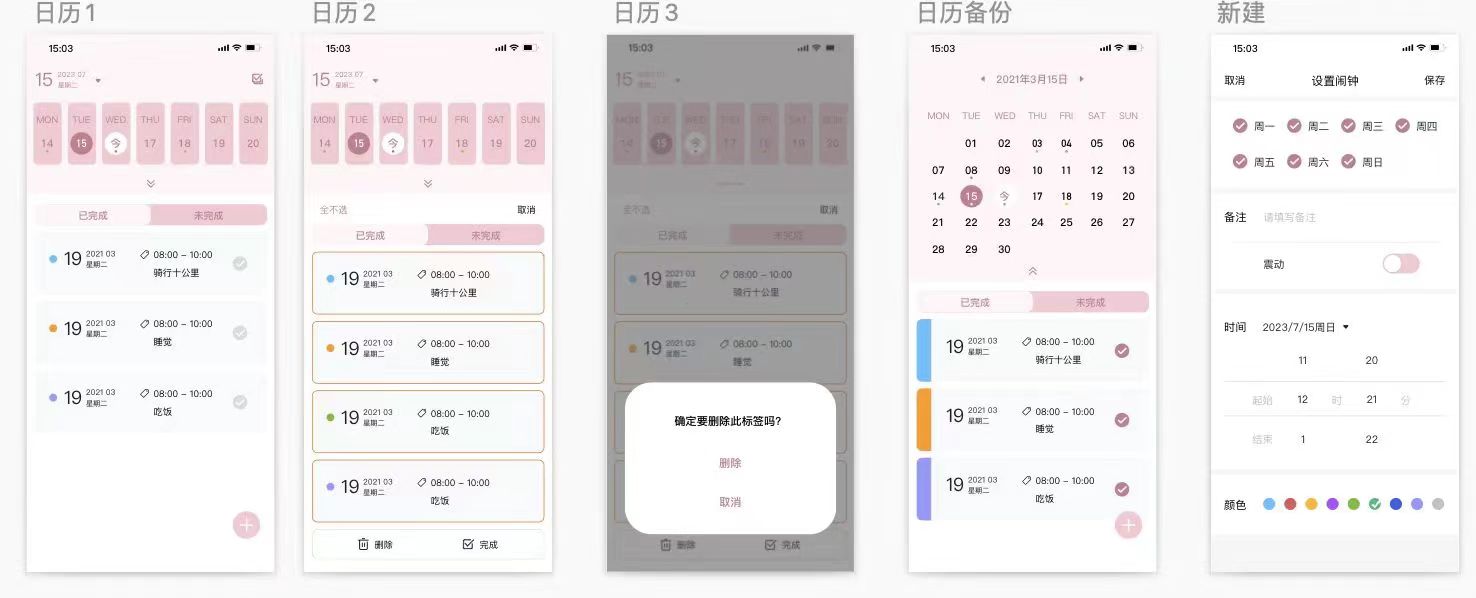 日历1
15:03
15 2023 07
星期二
MON TUE WED THU FRI SAT SUN
14 15 今 17 18 19 20
已完成 未完成
19 2021 03 08:00 – 10:00
星期二 骑行十公里
19 2021 03 08:00 – 10:00
星期二 睡觉
19 2021 03 08:00 – 10:00
星期二 吃饭
日历2
15:03
15 2023 07
星期二
MON TUE WED THU FRI SAT SUN
14 15 今 17 18 19 20
全不选 取消
已完成 未完成
19 2021 03 08:00 – 10:00
星期二 骑行十公里
19 2021 03 08:00 – 10:00
星期二 睡觉
19 2021 03 08:00 – 10:00
星期二 吃饭
19 2021 03 08:00 – 10:00
星期二 吃饭
删除 完成
日历3
15:03
15 2023 07
星期二
MON TUE WED THU FRI SAT SUN
14 15 今 17 18 19 20
全不选 取消
已完成 未完成
19 2021 03 08:00 – 10:00
星期二 骑行十公里
19 2021 03 08:00 – 10:00
星期二 睡觉
确定要删除此标签吗?
删除
取消
删除 完成
日历备份
15:03
2021年3月15日
MON TUE WED THU FRI SAT SUN
01 02 03 04 05 06
07 08 09 10 11 12 13
14 15 今 17 18 19 20
21 22 23 24 25 26 27
28 29 30
已完成 未完成
19 2021 03 08:00 – 10:00
星期二 骑行十公里
19 2021 03 08:00 – 10:00
星期二 睡觉
19 2021 03 08:00 – 10:00
星期二 吃饭
新建
15:03
取消 设置闹钟 保存
周一 周二 周三 周四
周五 周六 周日
备注 请填写备注
震动
时间 2023/7/15周日
11 20
起始 12 时 21 分
结束 1 22
颜色